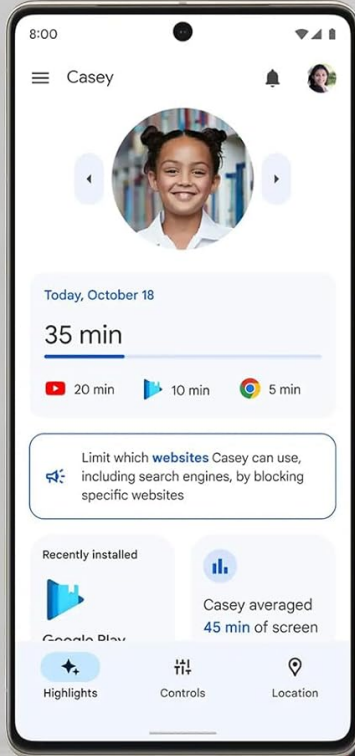 8:00
Casey
Today, October 18
35 min
20 min
10 min
5 min
Limit which websites Casey can use,
including search engines, by blocking
specific websites
Recently installed
Google Play
Casey averaged
45 min of screen
Highlights
Controls
Location